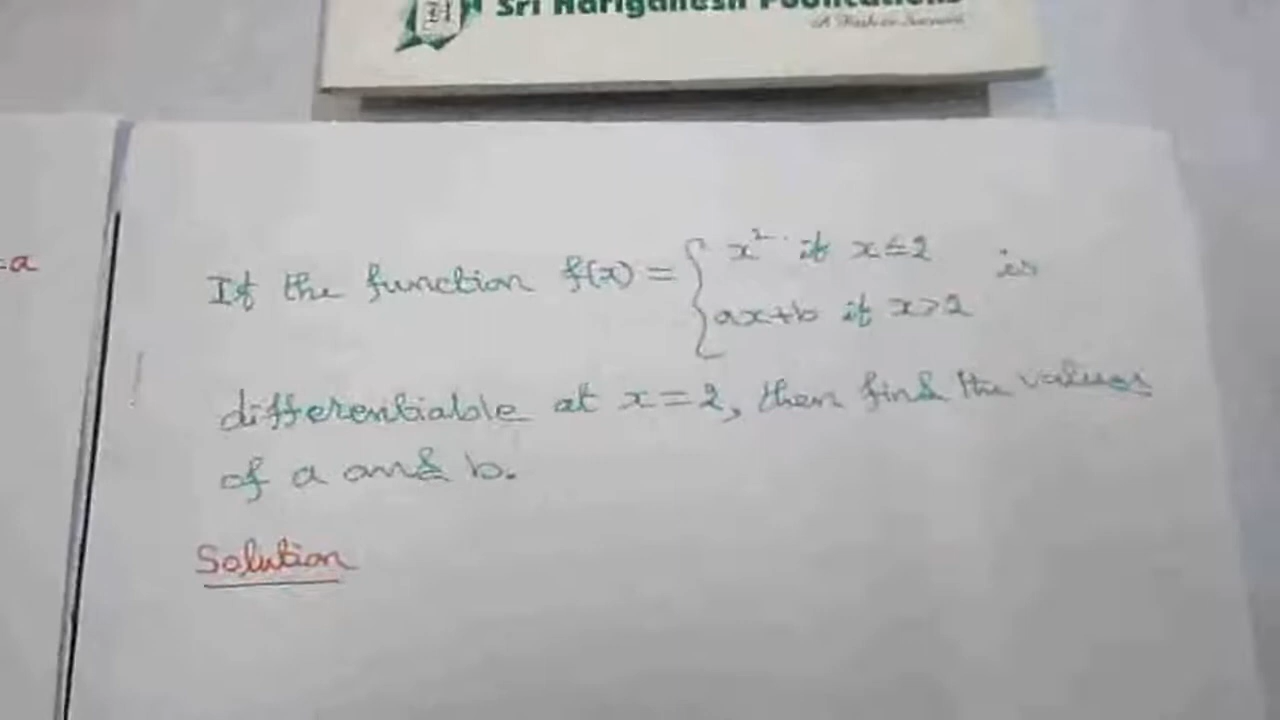 Sri Hariganesh Publications
=a
If the function f(x) = { x² if x≤2 is
ax+b if x>2
differentiable at x=2, then find the values
of a and b.
Solution